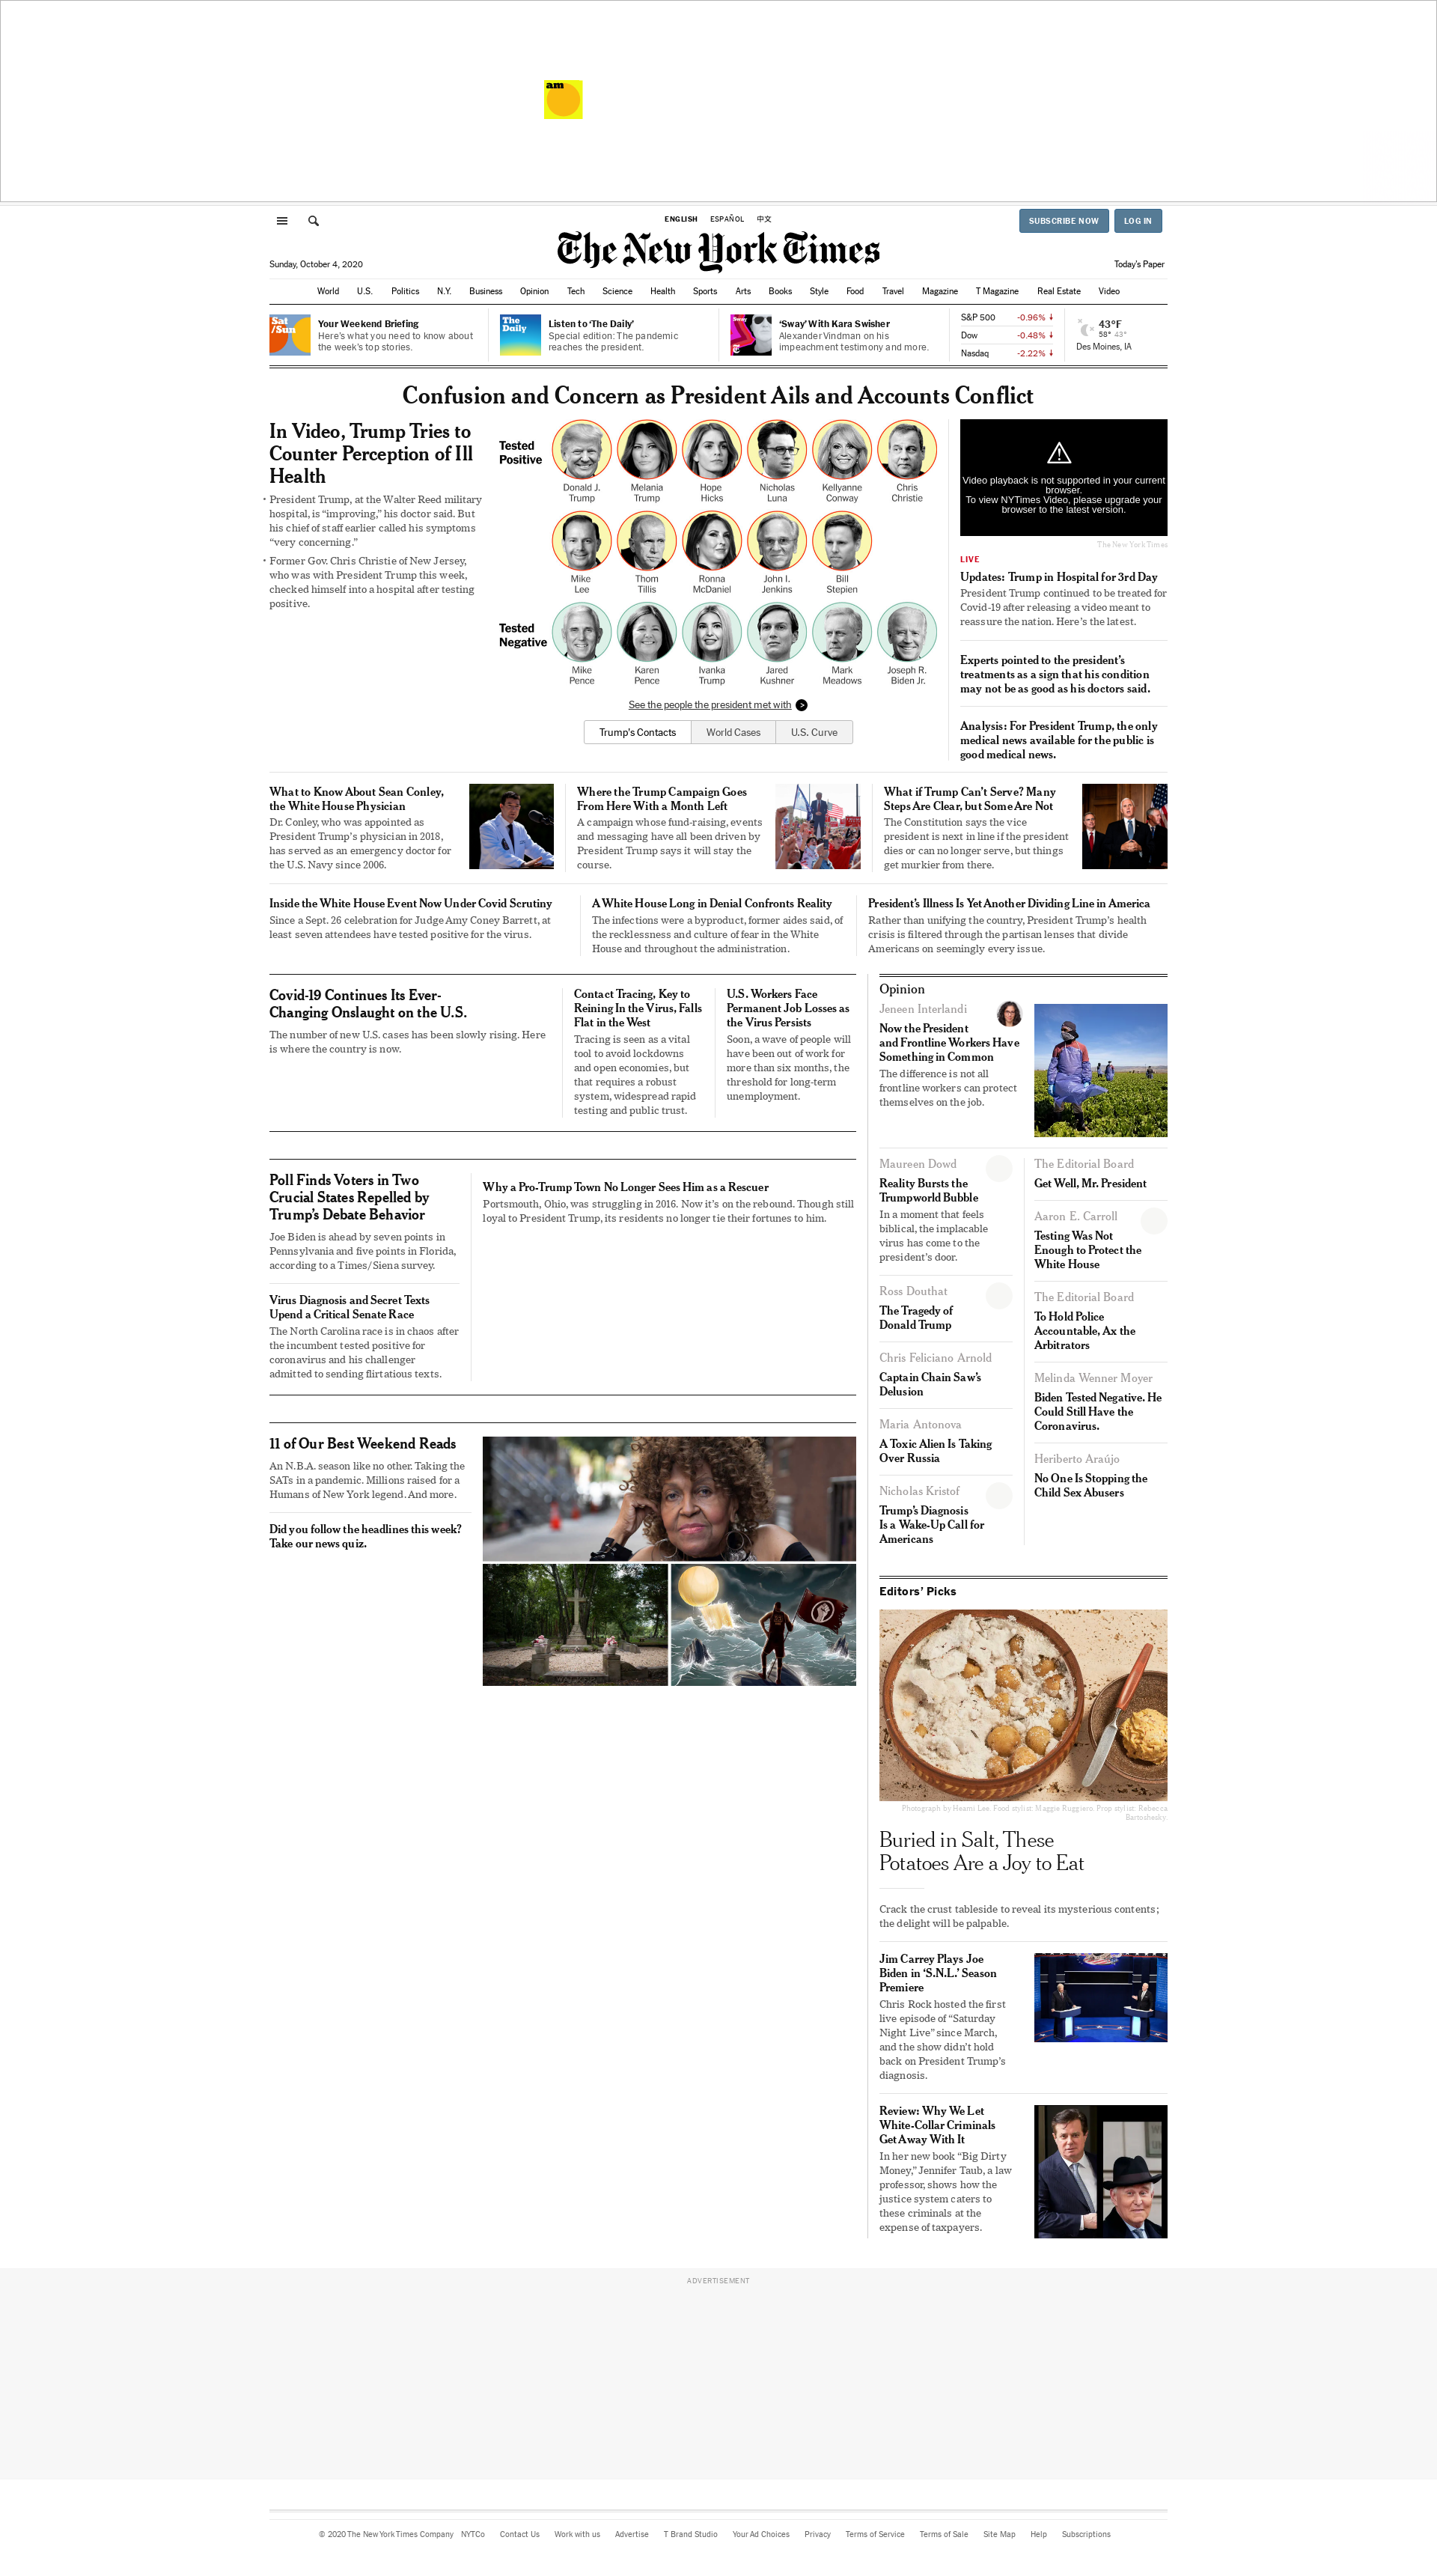 am
ENGLISH ESPAÑOL 中文
SUBSCRIBE NOW LOG IN
The New York Times
Sunday, October 4, 2020
Today's Paper
World U.S. Politics N.Y. Business Opinion Tech Science Health Sports Arts Books Style Food Travel Magazine T Magazine Real Estate Video
Sat
/Sun
Your Weekend Briefing
Here's what you need to know about
the week's top stories.
The
Daily
Listen to ‘The Daily’
Special edition: The pandemic
reaches the president.
Sway
‘Sway’ With Kara Swisher
Alexander Vindman on his
impeachment testimony and more.
S&P 500 -0.96%
Dow -0.48%
Nasdaq -2.22%
43°F
58° 43°
Des Moines, IA
Confusion and Concern as President Ails and Accounts Conflict
In Video, Trump Tries to
Counter Perception of Ill
Health
• President Trump, at the Walter Reed military
hospital, is “improving,” his doctor said. But
his chief of staff earlier called his symptoms
“very concerning.”
• Former Gov. Chris Christie of New Jersey,
who was with President Trump this week,
checked himself into a hospital after testing
positive.
Tested
Positive
Donald J.
Trump
Melania
Trump
Hope
Hicks
Nicholas
Luna
Kellyanne
Conway
Chris
Christie
Mike
Lee
Thom
Tillis
Ronna
McDaniel
John I.
Jenkins
Bill
Stepien
Tested
Negative
Mike
Pence
Karen
Pence
Ivanka
Trump
Jared
Kushner
Mark
Meadows
Joseph R.
Biden Jr.
See the people the president met with >
Trump's Contacts World Cases U.S. Curve
Video playback is not supported in your current
browser.
To view NYTimes Video, please upgrade your
browser to the latest version.
The New York Times
LIVE
Updates: Trump in Hospital for 3rd Day
President Trump continued to be treated for
Covid-19 after releasing a video meant to
reassure the nation. Here's the latest.
Experts pointed to the president's
treatments as a sign that his condition
may not be as good as his doctors said.
Analysis: For President Trump, the only
medical news available for the public is
good medical news.
What to Know About Sean Conley,
the White House Physician
Dr. Conley, who was appointed as
President Trump's physician in 2018,
has served as an emergency doctor for
the U.S. Navy since 2006.
Where the Trump Campaign Goes
From Here With a Month Left
A campaign whose fund-raising, events
and messaging have all been driven by
President Trump says it will stay the
course.
What if Trump Can't Serve? Many
Steps Are Clear, but Some Are Not
The Constitution says the vice
president is next in line if the president
dies or can no longer serve, but things
get murkier from there.
Inside the White House Event Now Under Covid Scrutiny
Since a Sept. 26 celebration for Judge Amy Coney Barrett, at
least seven attendees have tested positive for the virus.
A White House Long in Denial Confronts Reality
The infections were a byproduct, former aides said, of
the recklessness and culture of fear in the White
House and throughout the administration.
President's Illness Is Yet Another Dividing Line in America
Rather than unifying the country, President Trump's health
crisis is filtered through the partisan lenses that divide
Americans on seemingly every issue.
Covid-19 Continues Its Ever-
Changing Onslaught on the U.S.
The number of new U.S. cases has been slowly rising. Here
is where the country is now.
Contact Tracing, Key to
Reining In the Virus, Falls
Flat in the West
Tracing is seen as a vital
tool to avoid lockdowns
and open economies, but
that requires a robust
system, widespread rapid
testing and public trust.
U.S. Workers Face
Permanent Job Losses as
the Virus Persists
Soon, a wave of people will
have been out of work for
more than six months, the
threshold for long-term
unemployment.
Poll Finds Voters in Two
Crucial States Repelled by
Trump's Debate Behavior
Joe Biden is ahead by seven points in
Pennsylvania and five points in Florida,
according to a Times/Siena survey.
Virus Diagnosis and Secret Texts
Upend a Critical Senate Race
The North Carolina race is in chaos after
the incumbent tested positive for
coronavirus and his challenger
admitted to sending flirtatious texts.
Why a Pro-Trump Town No Longer Sees Him as a Rescuer
Portsmouth, Ohio, was struggling in 2016. Now it's on the rebound. Though still
loyal to President Trump, its residents no longer tie their fortunes to him.
11 of Our Best Weekend Reads
An N.B.A. season like no other. Taking the
SATs in a pandemic. Millions raised for a
Humans of New York legend. And more.
Did you follow the headlines this week?
Take our news quiz.
Opinion
Jeneen Interlandi
Now the President
and Frontline Workers Have
Something in Common
The difference is not all
frontline workers can protect
themselves on the job.
Maureen Dowd
Reality Bursts the
Trumpworld Bubble
In a moment that feels
biblical, the implacable
virus has come to the
president's door.
Ross Douthat
The Tragedy of
Donald Trump
Chris Feliciano Arnold
Captain Chain Saw's
Delusion
Maria Antonova
A Toxic Alien Is Taking
Over Russia
Nicholas Kristof
Trump's Diagnosis
Is a Wake-Up Call for
Americans
The Editorial Board
Get Well, Mr. President
Aaron E. Carroll
Testing Was Not
Enough to Protect the
White House
The Editorial Board
To Hold Police
Accountable, Ax the
Arbitrators
Melinda Wenner Moyer
Biden Tested Negative. He
Could Still Have the
Coronavirus.
Heriberto Araújo
No One Is Stopping the
Child Sex Abusers
Editors' Picks
Photograph by Heami Lee. Food stylist: Maggie Ruggiero. Prop stylist: Rebecca
Bartoshesky.
Buried in Salt, These
Potatoes Are a Joy to Eat
Crack the crust tableside to reveal its mysterious contents;
the delight will be palpable.
Jim Carrey Plays Joe
Biden in ‘S.N.L.’ Season
Premiere
Chris Rock hosted the first
live episode of “Saturday
Night Live” since March,
and the show didn't hold
back on President Trump's
diagnosis.
Review: Why We Let
White-Collar Criminals
Get Away With It
In her new book “Big Dirty
Money,” Jennifer Taub, a law
professor, shows how the
justice system caters to
these criminals at the
expense of taxpayers.
ADVERTISEMENT
© 2020 The New York Times Company NYTCo Contact Us Work with us Advertise T Brand Studio Your Ad Choices Privacy Terms of Service Terms of Sale Site Map Help Subscriptions